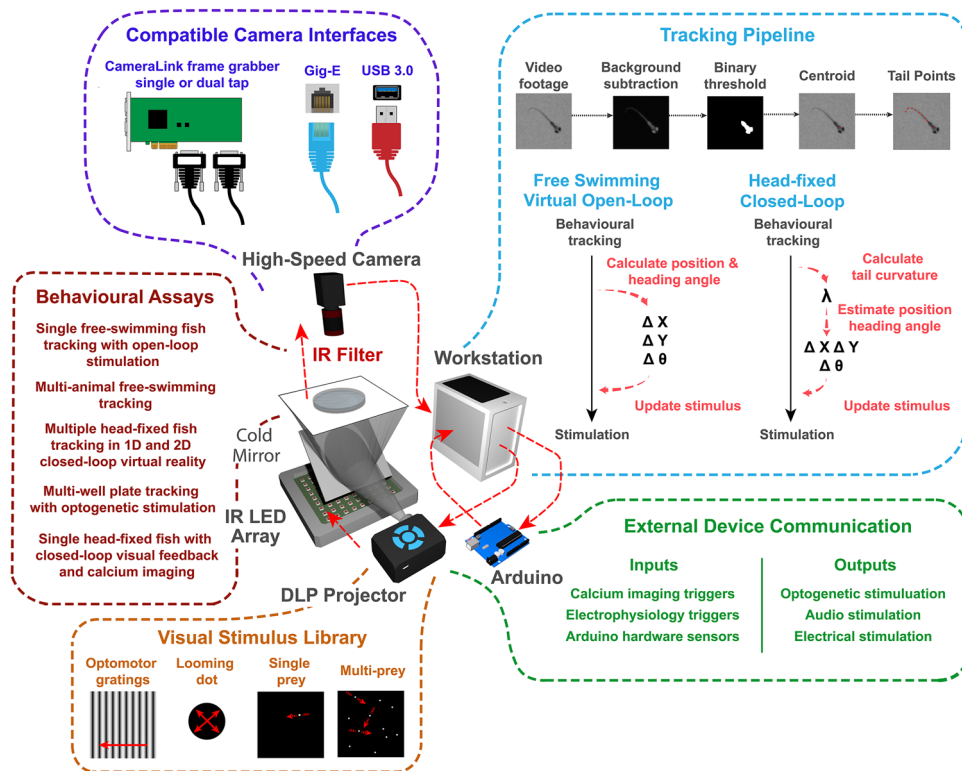 Compatible Camera Interfaces
CameraLink frame grabber
single or dual tap
Gig-E
USB 3.0
Tracking Pipeline
Video
footage
Background
subtraction
Binary
threshold
Centroid
Tail Points
Free Swimming
Virtual Open-Loop
Behavioural
tracking
Calculate position &
heading angle
Δ X
Δ Y
Δ θ
Update stimulus
Stimulation
Head-fixed
Closed-Loop
Behavioural
tracking
Calculate
tail curvature
λ
Estimate position
heading angle
Δ X Δ Y
Δ θ
Update stimulus
Stimulation
High-Speed Camera
IR Filter
Workstation
Cold
Mirror
IR LED
Array
DLP Projector
Arduino
Behavioural Assays
Single free-swimming fish
tracking with open-loop
stimulation
Multi-animal free-swimming
tracking
Multiple head-fixed fish
tracking in 1D and 2D
closed-loop virtual reality
Multi-well plate tracking
with optogenetic stimulation
Single head-fixed fish with
closed-loop visual feedback
and calcium imaging
External Device Communication
Inputs
Calcium imaging triggers
Electrophysiology triggers
Arduino hardware sensors
Outputs
Optogenetic stimuluation
Audio stimulation
Electrical stimulation
Visual Stimulus Library
Optomotor
gratings
Looming
dot
Single
prey
Multi-prey